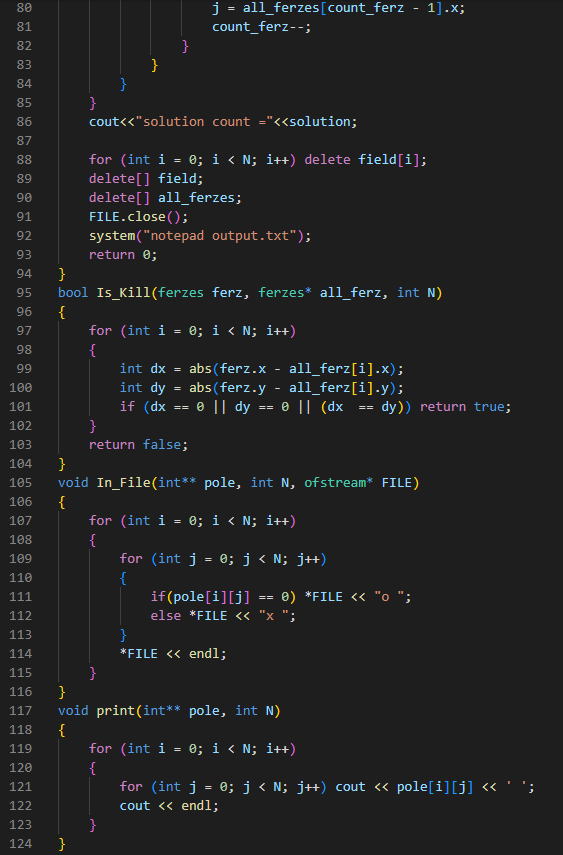 80                     j = all_ferzes[count_ferz - 1].x;
81                     count_ferz--;
82                 }
83             }
84         }
85     }
86     cout<<"solution count ="<<solution;
87
88     for (int i = 0; i < N; i++) delete field[i];
89     delete[] field;
90     delete[] all_ferzes;
91     FILE.close();
92     system("notepad output.txt");
93     return 0;
94 }
95 bool Is_Kill(ferzes ferz, ferzes* all_ferz, int N)
96 {
97     for (int i = 0; i < N; i++)
98     {
99         int dx = abs(ferz.x - all_ferz[i].x);
100         int dy = abs(ferz.y - all_ferz[i].y);
101         if (dx == 0 || dy == 0 || (dx  == dy)) return true;
102     }
103     return false;
104 }
105 void In_File(int** pole, int N, ofstream* FILE)
106 {
107     for (int i = 0; i < N; i++)
108     {
109         for (int j = 0; j < N; j++)
110         {
111             if(pole[i][j] == 0) *FILE << "o ";
112             else *FILE << "x ";
113         }
114         *FILE << endl;
115     }
116 }
117 void print(int** pole, int N)
118 {
119     for (int i = 0; i < N; i++)
120     {
121         for (int j = 0; j < N; j++) cout << pole[i][j] << ' ';
122         cout << endl;
123     }
124 }